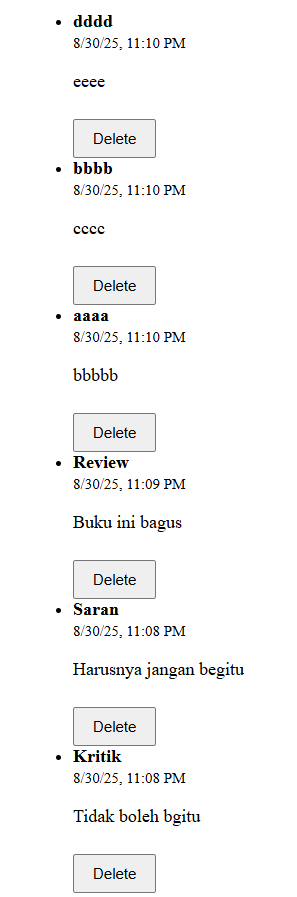 dddd
8/30/25, 11:10 PM
eeee
Delete
bbbb
8/30/25, 11:10 PM
cccc
Delete
aaaa
8/30/25, 11:10 PM
bbbbb
Delete
Review
8/30/25, 11:09 PM
Buku ini bagus
Delete
Saran
8/30/25, 11:08 PM
Harusnya jangan begitu
Delete
Kritik
8/30/25, 11:08 PM
Tidak boleh bgitu
Delete